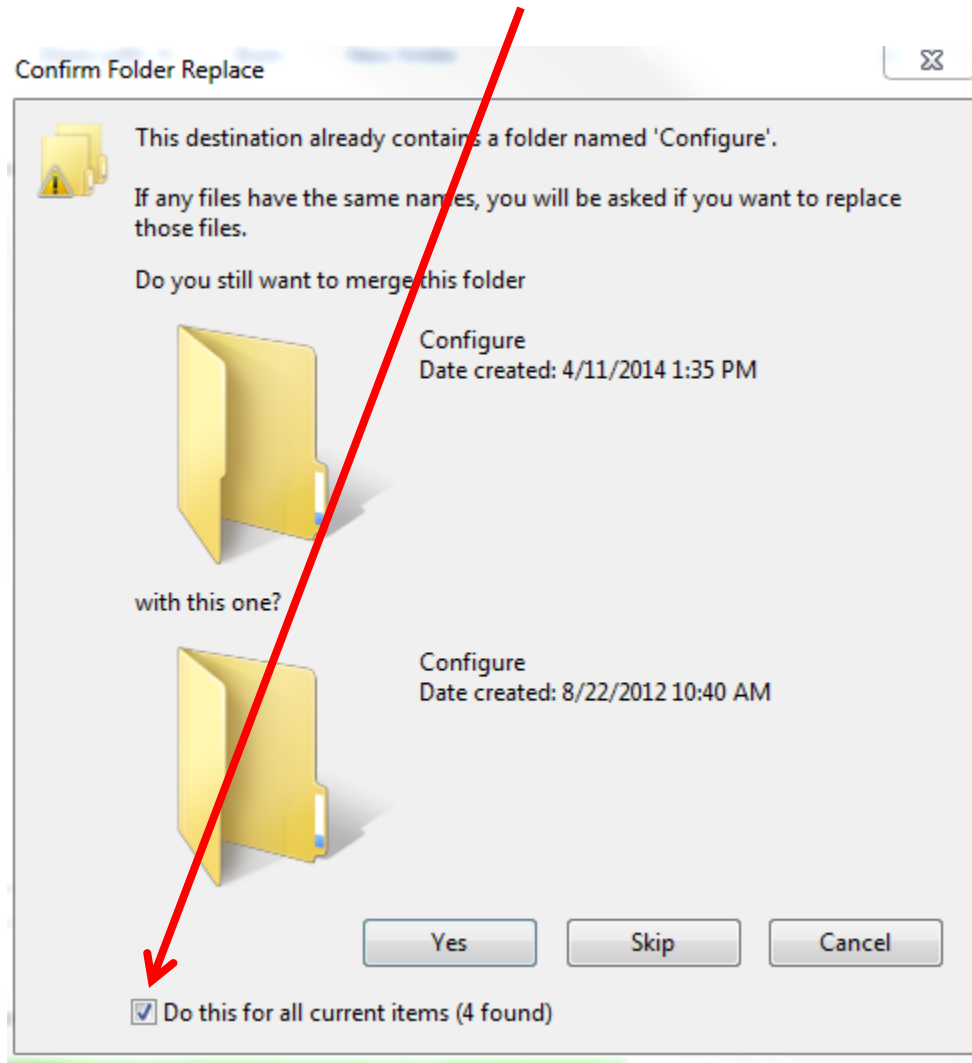 Confirm Folder Replace
This destination already contains a folder named 'Configure'.
If any files have the same names, you will be asked if you want to replace
those files.
Do you still want to merge this folder
Configure
Date created: 4/11/2014 1:35 PM
with this one?
Configure
Date created: 8/22/2012 10:40 AM
Yes Skip Cancel
Do this for all current items (4 found)